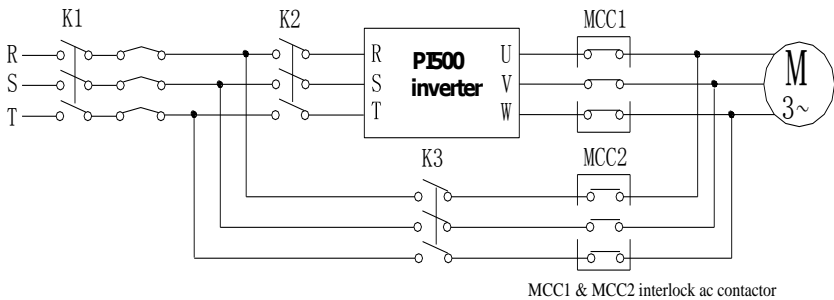 K1
K2
MCC1
R
S
T
R
S
T
PI500
inverter
U
V
W
M
3~
K3
MCC2
MCC1 & MCC2 interlock ac contactor